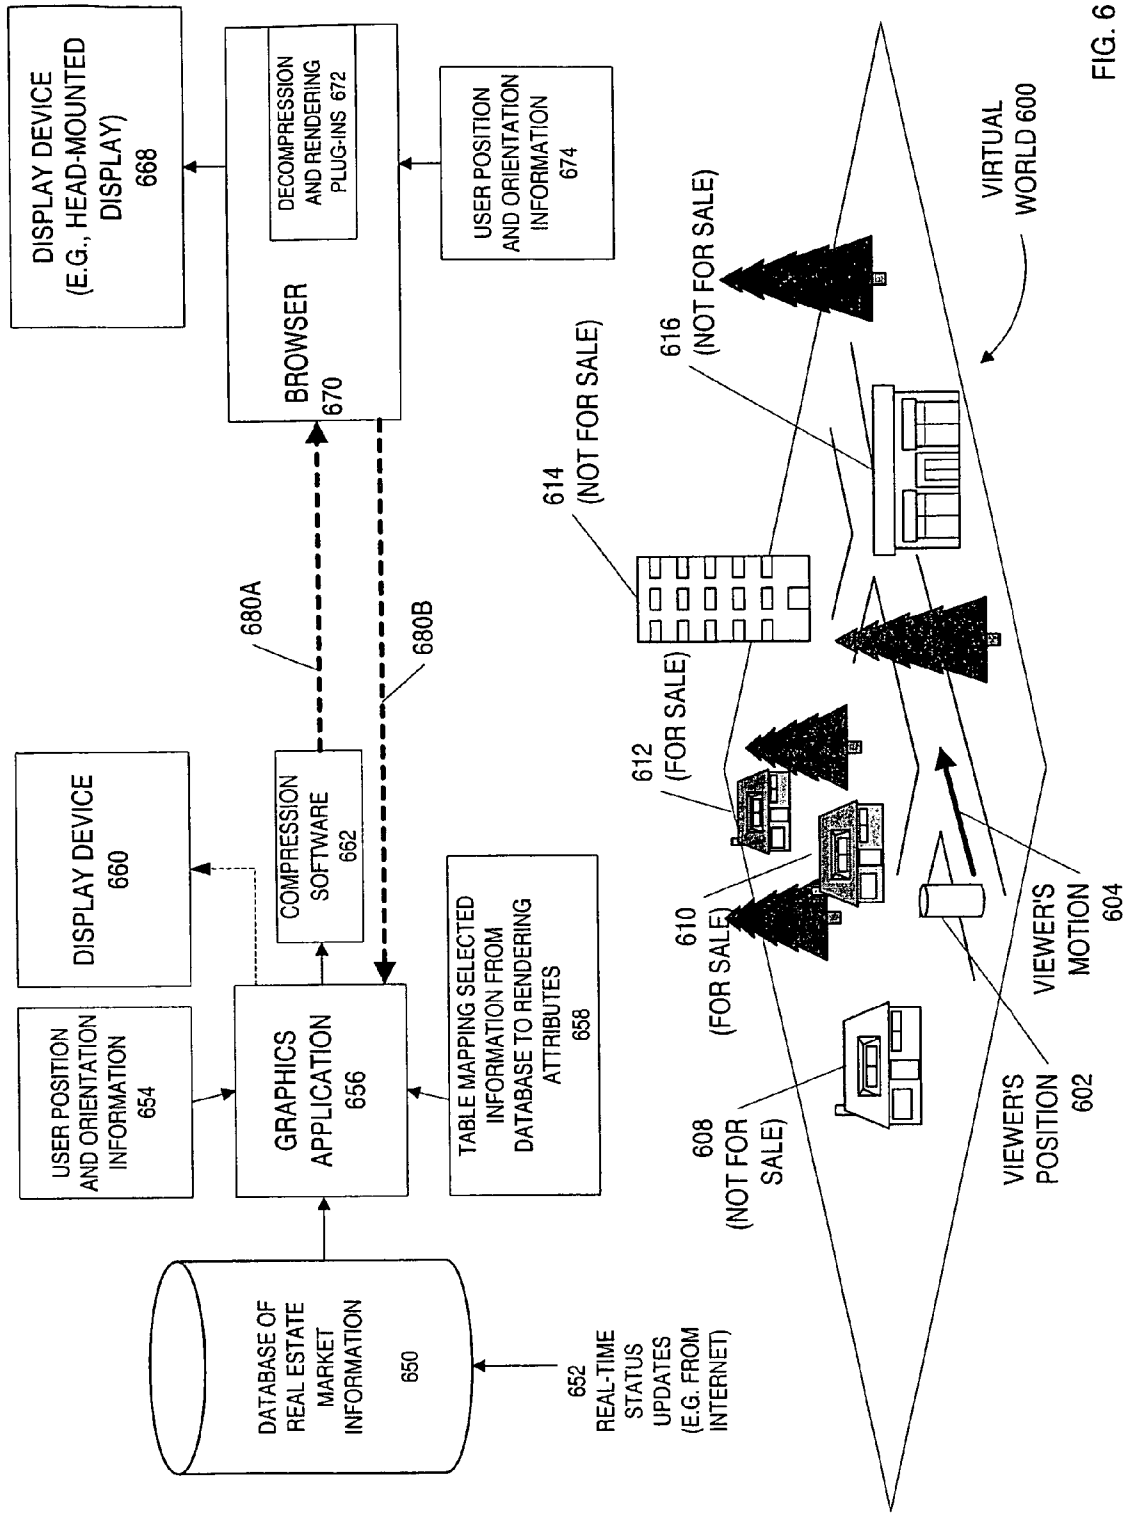 DATABASE OF
REAL ESTATE
MARKET
INFORMATION
650
652
REAL-TIME
STATUS
UPDATES
(E.G. FROM
INTERNET)
USER POSITION
AND ORIENTATION
INFORMATION
654
GRAPHICS
APPLICATION
656
TABLE MAPPING SELECTED
INFORMATION FROM
DATABASE TO RENDERING
ATTRIBUTES
658
DISPLAY DEVICE
660
COMPRESSION
SOFTWARE
662
680A
680B
DISPLAY DEVICE
(E.G., HEAD-MOUNTED
DISPLAY)
668
BROWSER
670
DECOMPRESSION
AND RENDERING
PLUG-INS 672
USER POSITION
AND ORIENTATION
INFORMATION
674
608
(NOT FOR
SALE)
610
(FOR SALE)
612
(FOR SALE)
614
(NOT FOR SALE)
616
(NOT FOR SALE)
VIRTUAL
WORLD 600
VIEWER'S
POSITION
602
VIEWER'S
MOTION
604
FIG. 6